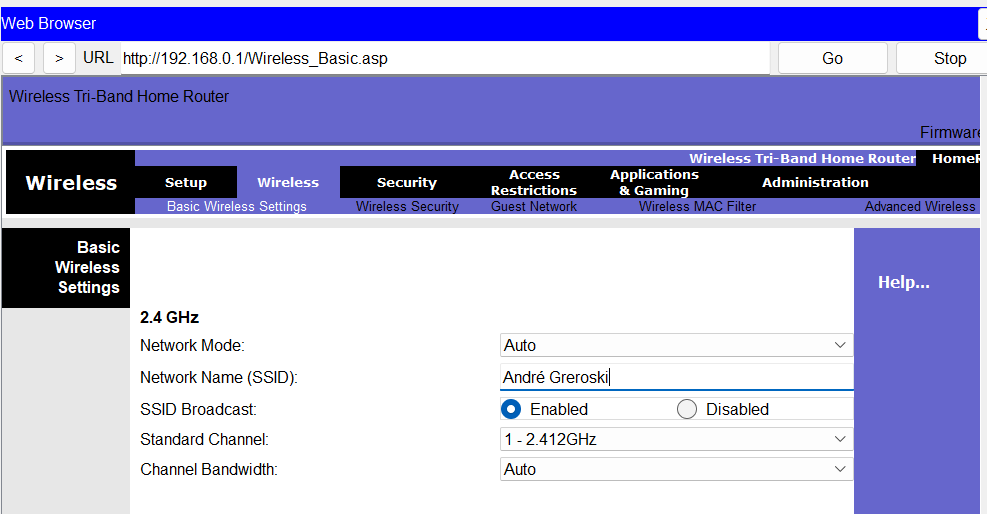 Web Browser
< > URL http://192.168.0.1/Wireless_Basic.asp Go Stop
Wireless Tri-Band Home Router
Firmware
Wireless Tri-Band Home Router
Wireless Setup Wireless Security Access Restrictions Applications & Gaming Administration
Basic Wireless Settings Wireless Security Guest Network Wireless MAC Filter Advanced Wireless
Basic
Wireless
Settings
Help...
2.4 GHz
Network Mode: Auto
Network Name (SSID): André Greroski
SSID Broadcast: Enabled Disabled
Standard Channel: 1 - 2.412GHz
Channel Bandwidth: Auto